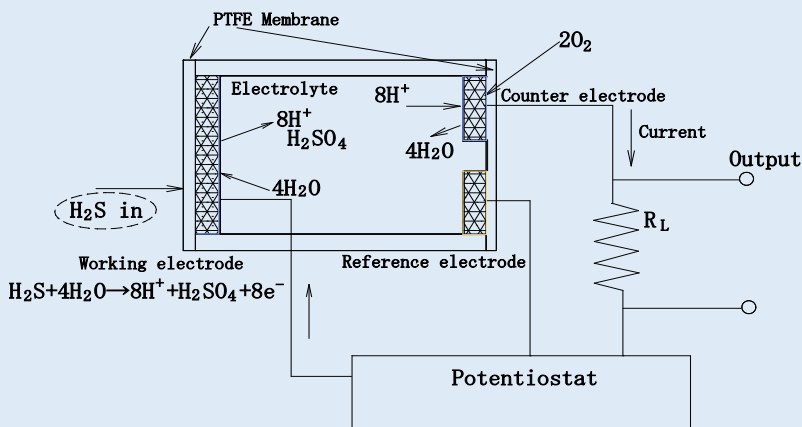 PTFE Membrane
2O₂
Electrolyte
8H⁺
Counter electrode
8H⁺
H₂SO₄
Current
4H₂O
Output
4H₂O
H₂S in
R_L
Working electrode
Reference electrode
H₂S+4H₂O→8H⁺+H₂SO₄+8e⁻
Potentiostat